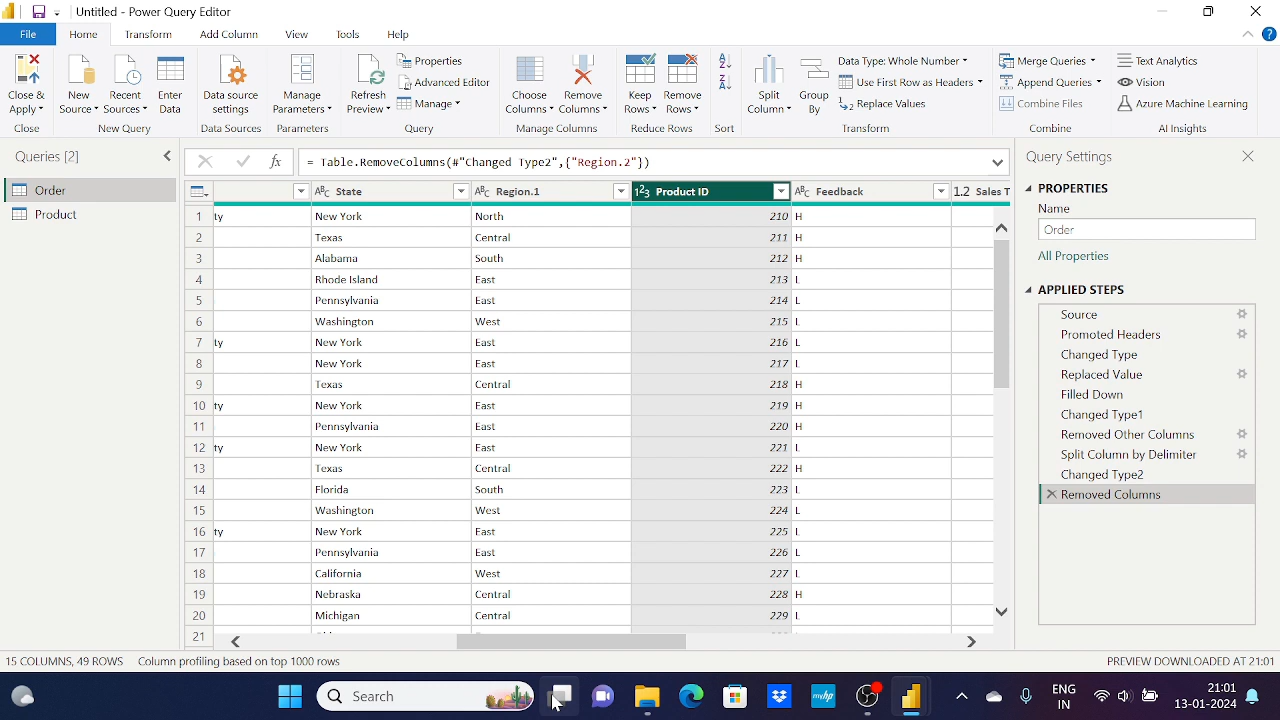 Untitled - Power Query Editor
File Home Transform Add Column View Tools Help
Close & Apply
Close
New Source
Recent Sources
Enter Data
New Query
Data source settings
Data Sources
Manage Parameters
Parameters
Refresh Preview
Properties
Advanced Editor
Manage
Query
Choose Columns
Remove Columns
Manage Columns
Keep Rows
Remove Rows
Reduce Rows
Sort
Split Column
Group By
Data Type: Whole Number
Use First Row as Headers
Replace Values
Transform
Merge Queries
Append Queries
Combine Files
Combine
Text Analytics
Vision
Azure Machine Learning
AI Insights
Queries [2]
Order
Product
fx = Table.RemoveColumns(#"Changed Type2",{"Region.2"})
State Region.1 Product ID Feedback 1.2 Sales T
1 ty New York North 210 H
2 Texas Central 211 H
3 Alabama South 212 H
4 Rhode Island East 213 L
5 Pennsylvania East 214 L
6 Washington West 215 L
7 ty New York East 216 L
8 New York East 217 L
9 Texas Central 218 H
10 ty New York East 219 H
11 Pennsylvania East 220 H
12 ty New York East 221 L
13 Texas Central 222 H
14 Florida South 223 L
15 Washington West 224 L
16 ty New York East 225 L
17 Pennsylvania East 226 L
18 California West 227 L
19 Nebraska Central 228 H
20 Michigan Central 229 L
21
Query Settings
PROPERTIES
Name
Order
All Properties
APPLIED STEPS
Source
Promoted Headers
Changed Type
Replaced Value
Filled Down
Changed Type1
Removed Other Columns
Split Column by Delimiter
Changed Type2
Removed Columns
15 COLUMNS, 49 ROWS Column profiling based on top 1000 rows PREVIEW DOWNLOADED AT 21:01
Search
myhp
ENG
IN
21:01
13-01-2024